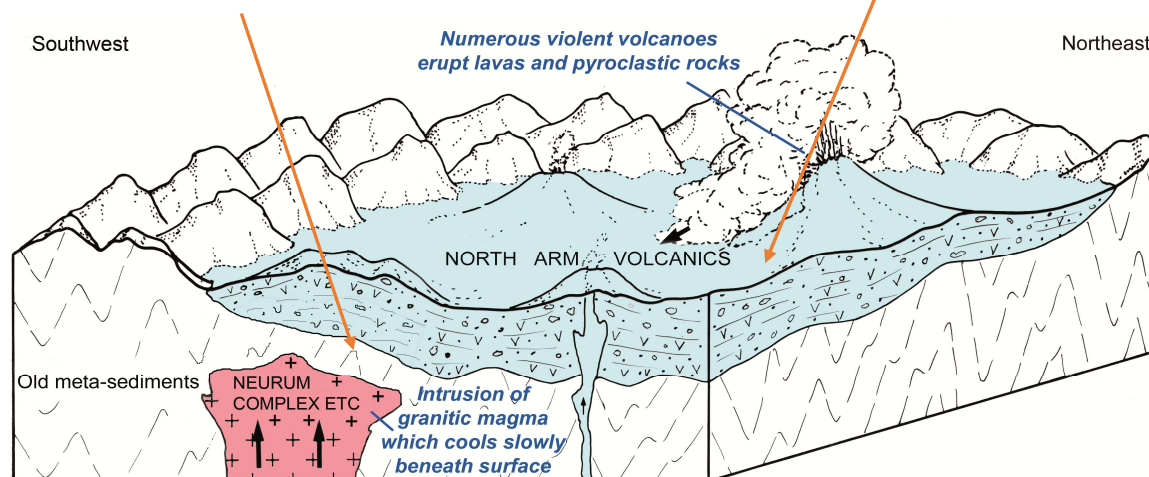 Southwest
Numerous violent volcanoes
erupt lavas and pyroclastic rocks
Northeast
NORTH ARM VOLCANICS
Old meta-sediments
NEURUM
COMPLEX ETC
Intrusion of
granitic magma
which cools slowly
beneath surface